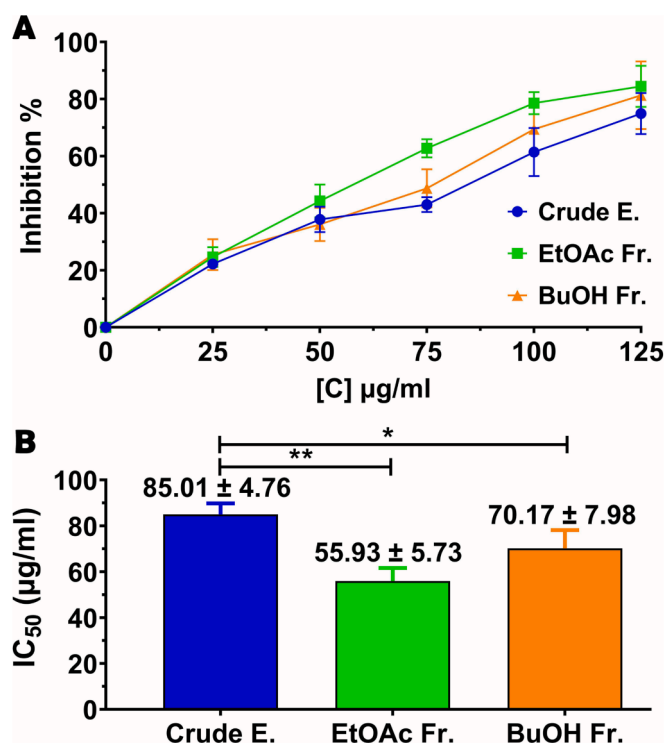 A
100
80
60
40
20
0
Inhibition %
Crude E.
EtOAc Fr.
BuOH Fr.
0 25 50 75 100 125
[C] µg/ml
B
*
**
100
80
60
40
20
0
IC50 (µg/ml)
85.01 ± 4.76
55.93 ± 5.73
70.17 ± 7.98
Crude E. EtOAc Fr. BuOH Fr.